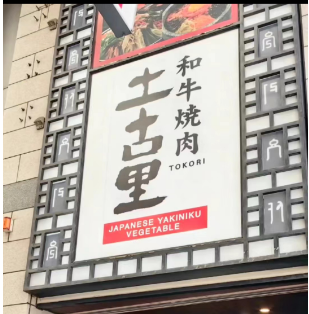 和牛焼肉
土古里
TOKORI
JAPANESE YAKINIKU
VEGETABLE